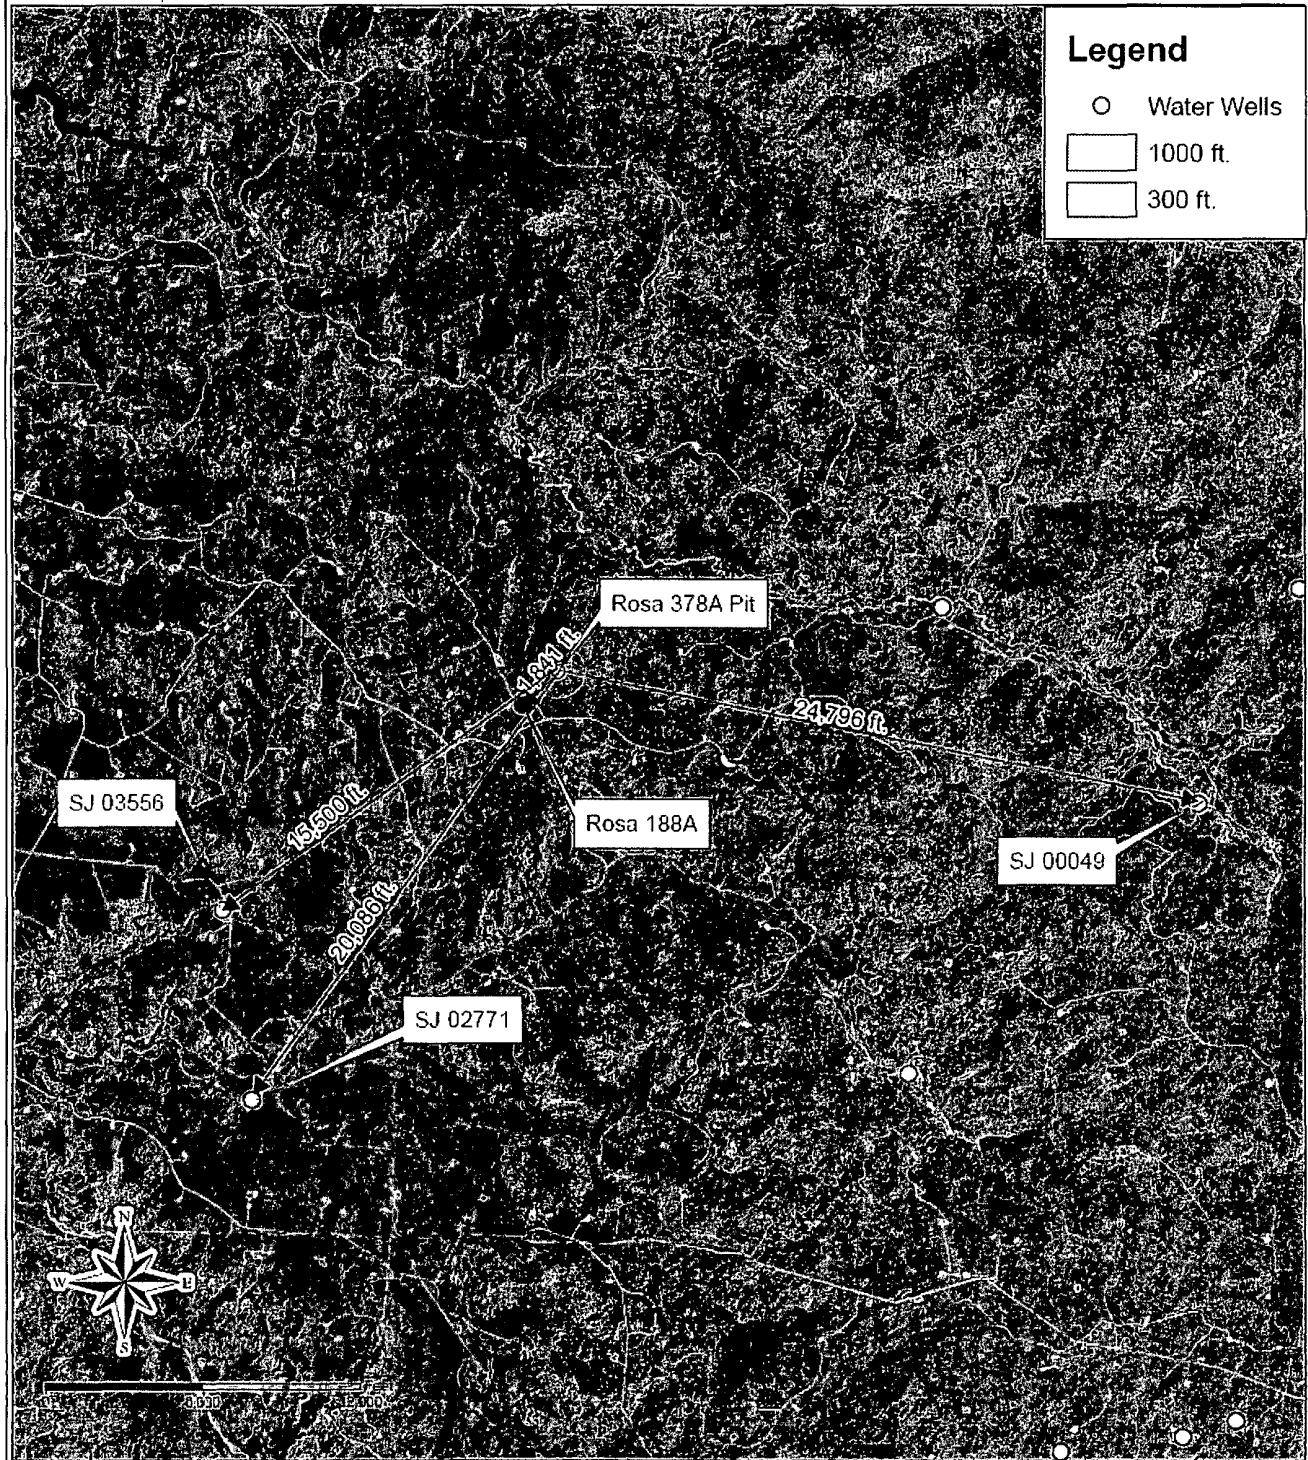 Legend
Water Wells
1000 ft.
300 ft.
Rosa 378A Pit
1,841 ft.
24,796 ft.
SJ 03556
15,500 ft.
Rosa 188A
SJ 00049
20,086 ft.
SJ 02771
N
W E
S